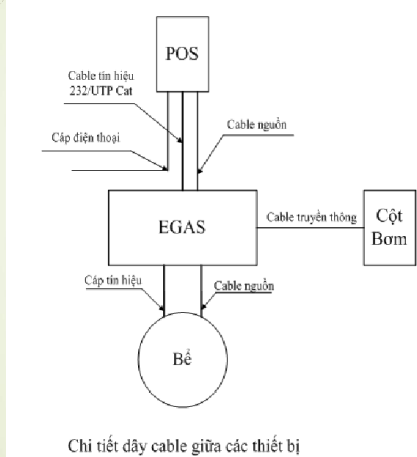 POS
Cable tín hiệu
232/UTP Cat
Cable nguồn
Cáp điện thoại
EGAS
Cable truyền thông
Cột
Bơm
Cáp tín hiệu
Cable nguồn
Bể
Chi tiết dây cable giữa các thiết bị